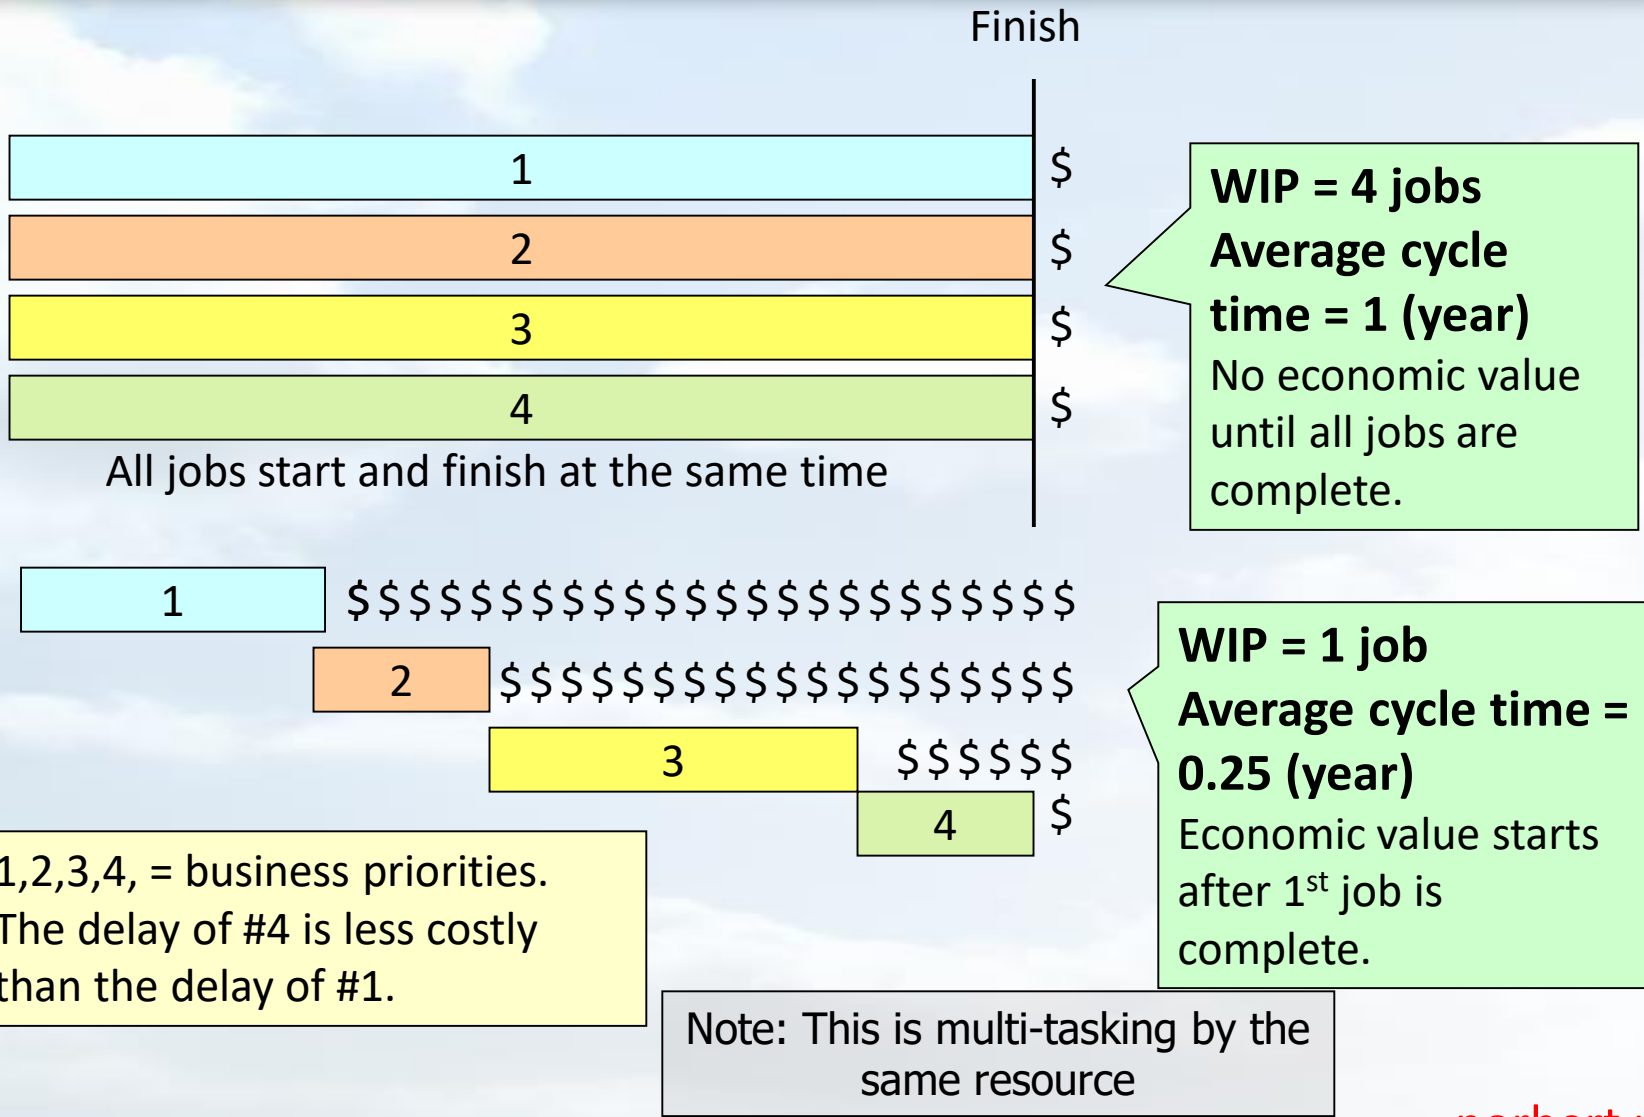 Finish
1
$
2
$
3
$
4
$
All jobs start and finish at the same time
WIP = 4 jobs
Average cycle
time = 1 (year)
No economic value
until all jobs are
complete.
1
$$$$$$$$$$$$$$$$$$$$$$$$
2
$$$$$$$$$$$$$$$$$$$
3
$$$$$$
4
$
WIP = 1 job
Average cycle time =
0.25 (year)
Economic value starts
after 1st job is
complete.
1,2,3,4, = business priorities.
The delay of #4 is less costly
than the delay of #1.
Note: This is multi-tasking by the
same resource